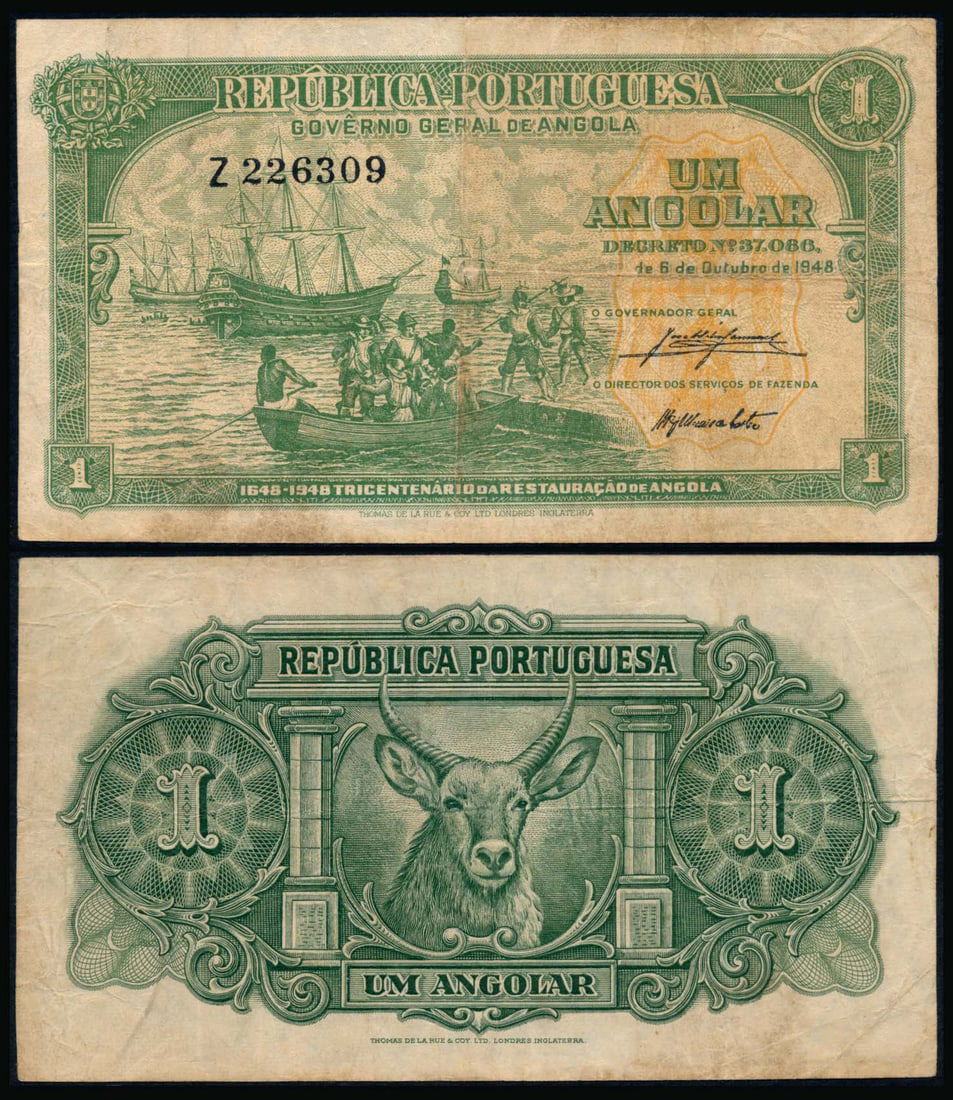 REPÚBLICA PORTUGUESA
1
GOVÊRNO GERAL DE ANGOLA
Z 226309
UM
ANGOLAR
DECRETO Nº 37.086,
de 6 de Outubro de 1948
O GOVERNADOR GERAL
O DIRECTOR DOS SERVIÇOS DE FAZENDA
1
1
1648-1948 TRICENTENÁRIO DA RESTAURAÇÃO DE ANGOLA
THOMAS DE LA RUE & COY. LTD. LONDRES INGLATERRA
REPÚBLICA PORTUGUESA
1
1
UM ANGOLAR
THOMAS DE LA RUE & COY. LTD. LONDRES INGLATERRA.